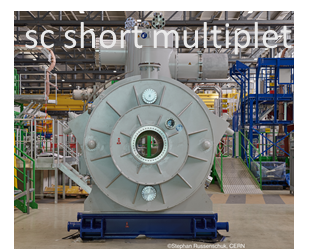 sc short multiplet
©Stephan Russenschuck, CERN